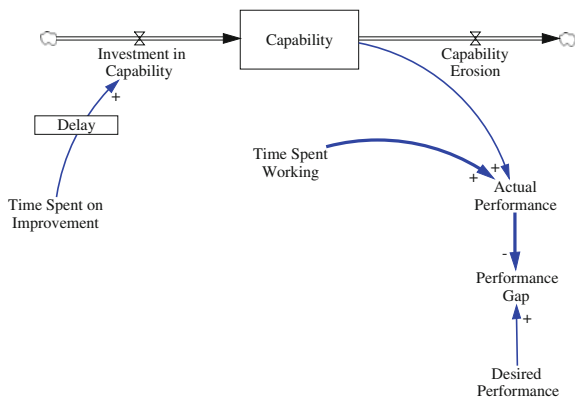 Capability
Investment in
Capability
Capability
Erosion
+
Delay
Time Spent
Working
+
+
Time Spent on
Improvement
Actual
Performance
-
Performance
Gap
+
Desired
Performance